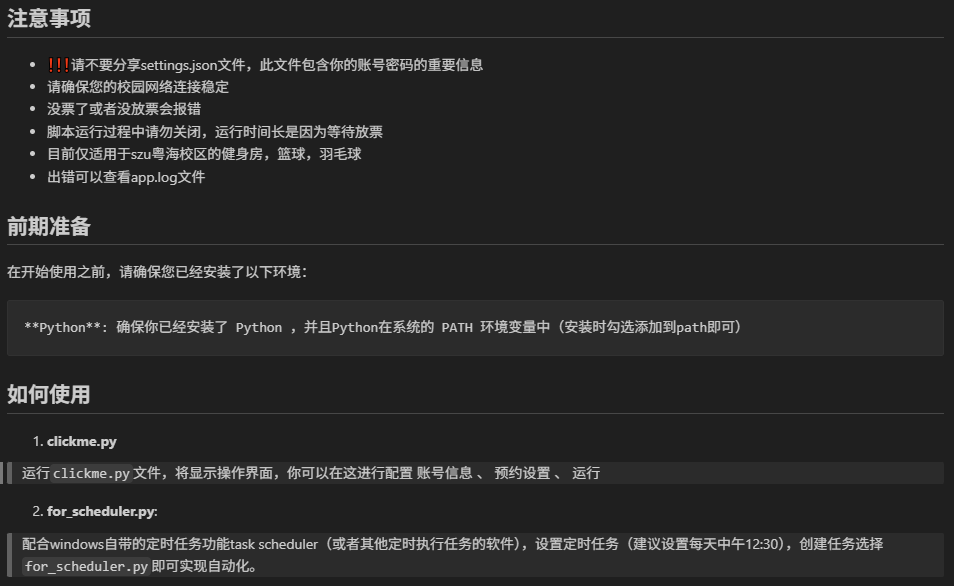 注意事项
❗❗❗请不要分享settings.json文件，此文件包含你的账号密码的重要信息
请确保您的校园网络连接稳定
没票了或者没放票会报错
脚本运行过程中请勿关闭，运行时间长是因为等待放票
目前仅适用于szu粤海校区的健身房，篮球，羽毛球
出错可以查看app.log文件
前期准备
在开始使用之前，请确保您已经安装了以下环境：
**Python**: 确保你已经安装了 Python ，并且Python在系统的 PATH 环境变量中（安装时勾选添加到path即可）
如何使用
1. clickme.py
运行clickme.py文件，将显示操作界面，你可以在这进行配置 账号信息 、 预约设置 、 运行
2. for_scheduler.py:
配合windows自带的定时任务功能task scheduler（或者其他定时执行任务的软件），设置定时任务（建议设置每天中午12:30），创建任务选择
for_scheduler.py即可实现自动化。